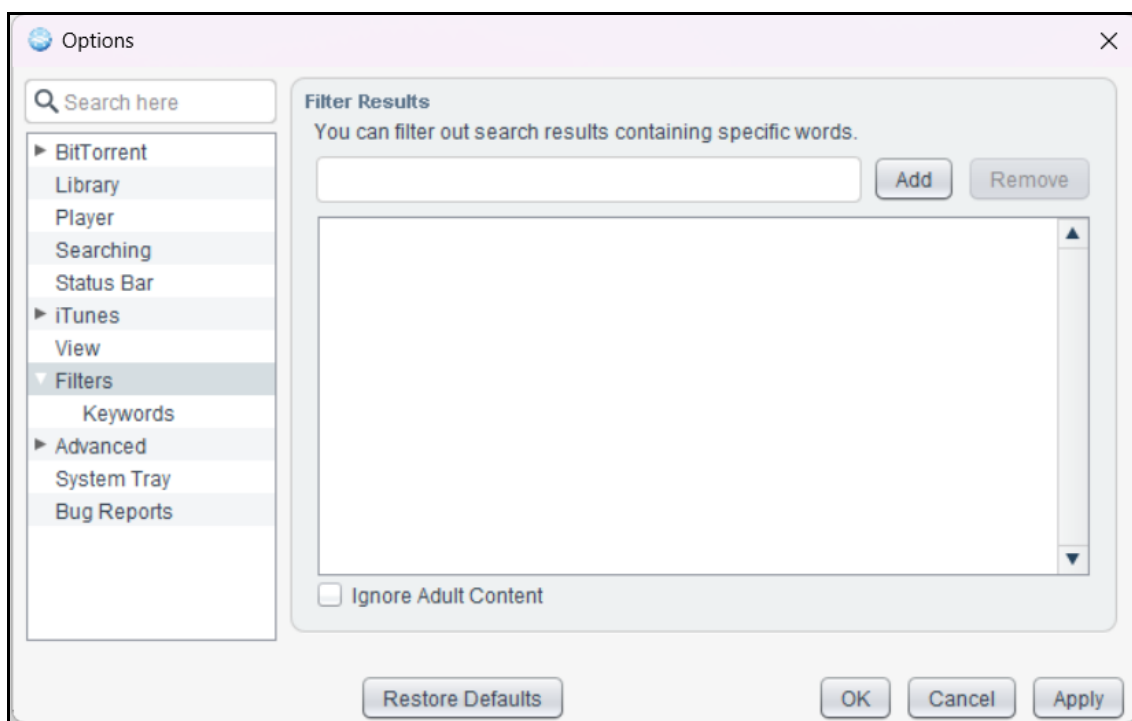 Options
Search here
BitTorrent
Library
Player
Searching
Status Bar
iTunes
View
Filters
Keywords
Advanced
System Tray
Bug Reports
Filter Results
You can filter out search results containing specific words.
Add Remove
Ignore Adult Content
Restore Defaults OK Cancel Apply